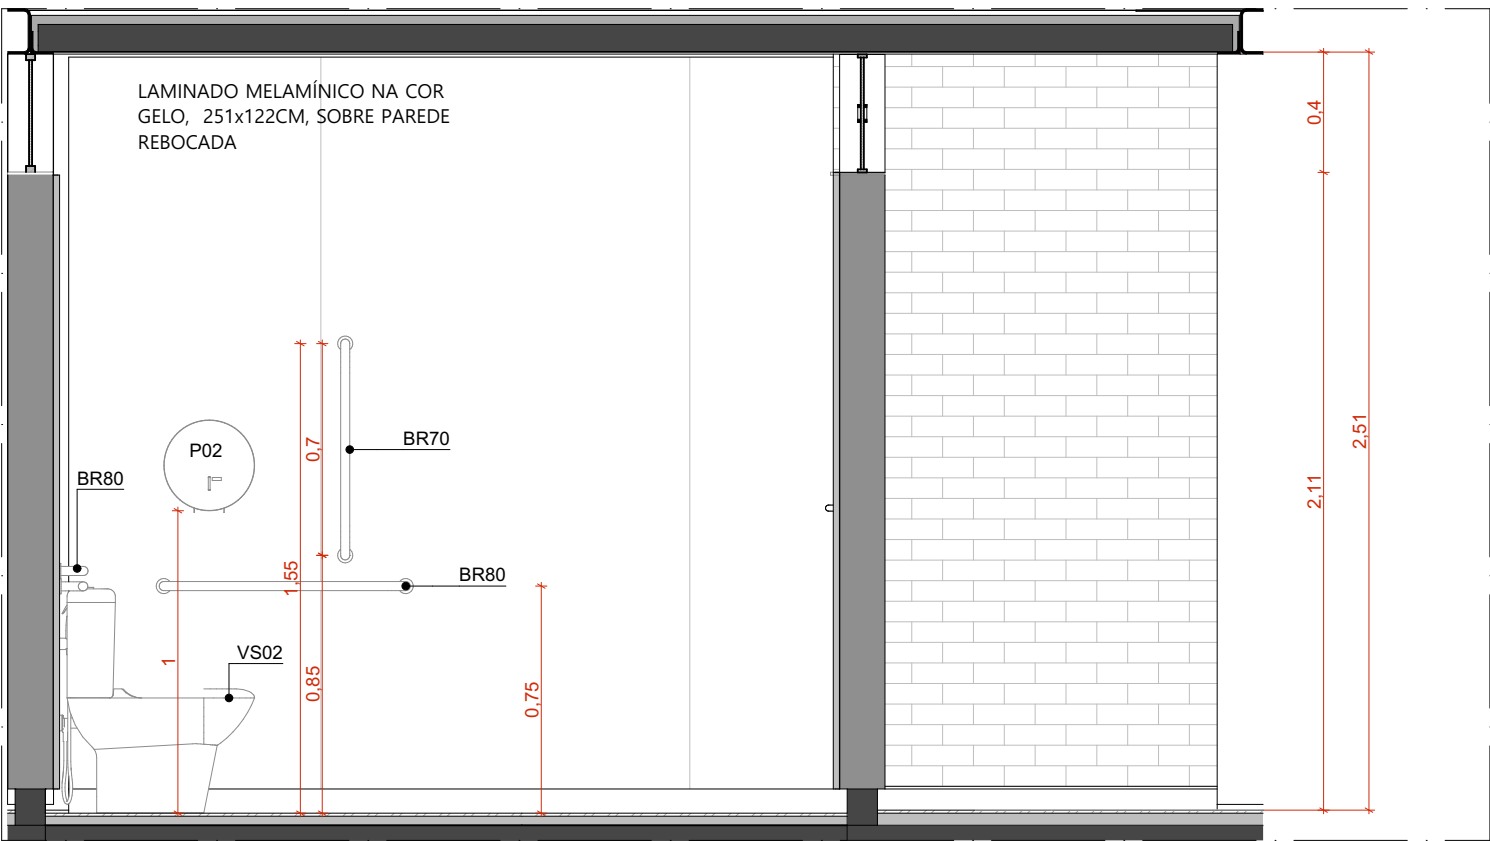 LAMINADO MELAMÍNICO NA COR
GELO, 251x122CM, SOBRE PAREDE
REBOCADA
0,4
2,51
BR70
0,7
P02
BR80
2,11
1,55
BR80
VS02
1
0,85
0,75